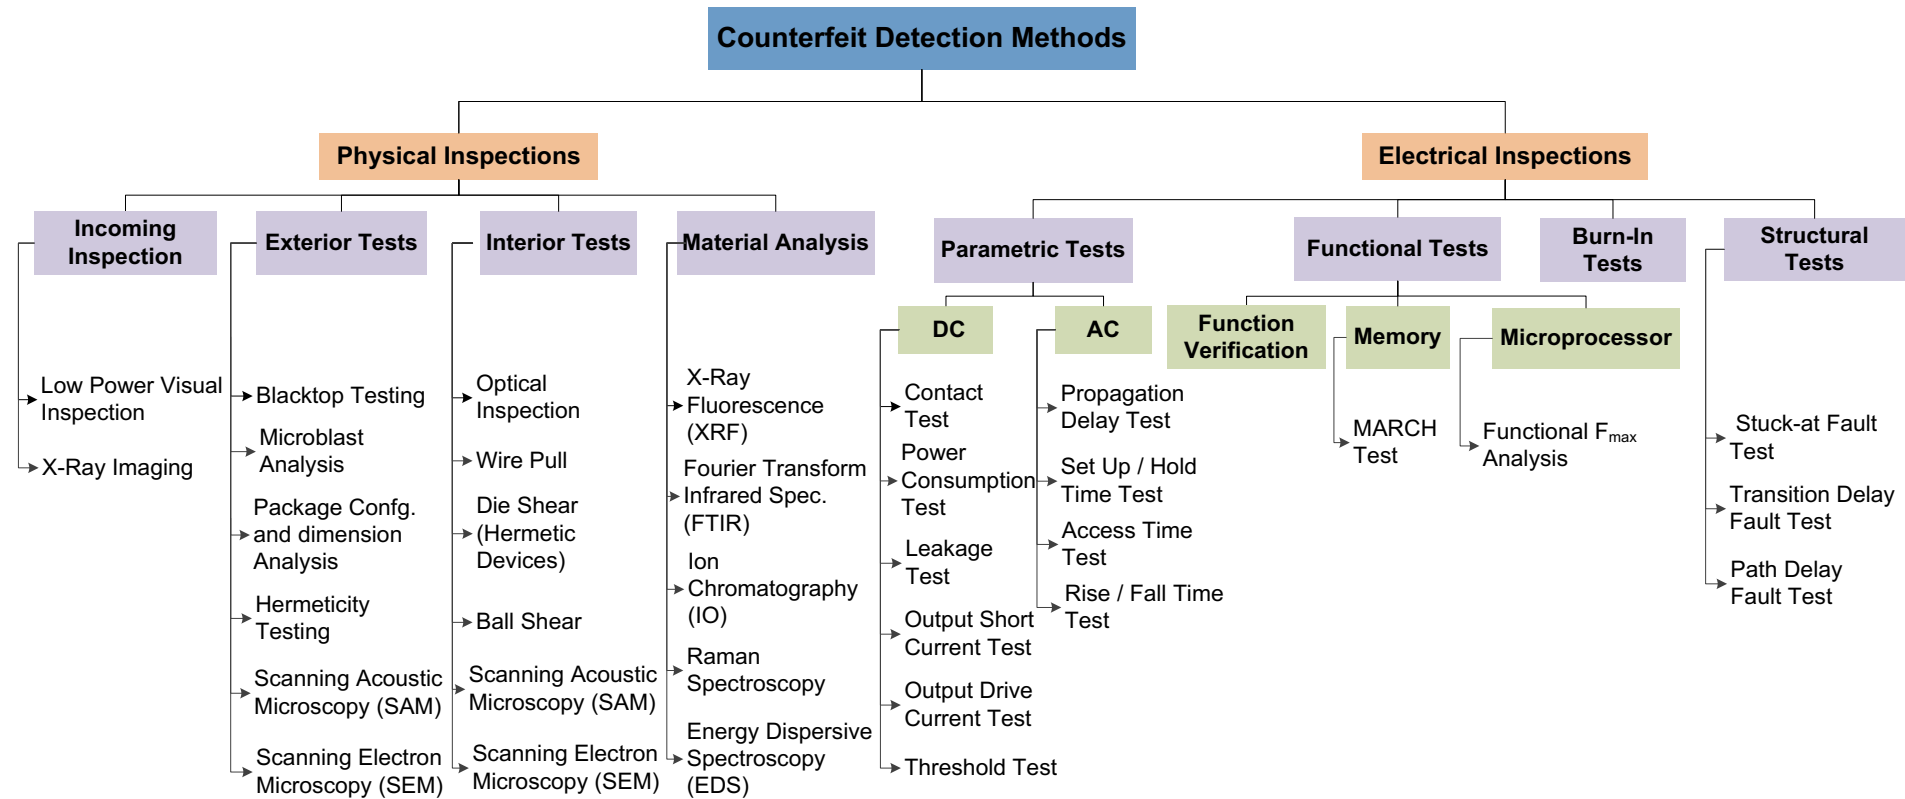 Counterfeit Detection Methods
Physical Inspections
Electrical Inspections
Incoming
Inspection
Exterior Tests
Interior Tests
Material Analysis
Parametric Tests
Functional Tests
Burn-In
Tests
Structural
Tests
DC
AC
Function
Verification
Memory
Microprocessor
Low Power Visual
Inspection
X-Ray Imaging
Blacktop Testing
Microblast
Analysis
Package Confg.
and dimension
Analysis
Hermeticity
Testing
Scanning Acoustic
Microscopy (SAM)
Scanning Electron
Microscopy (SEM)
Optical
Inspection
Wire Pull
Die Shear
(Hermetic
Devices)
Ball Shear
Scanning Acoustic
Microscopy (SAM)
Scanning Electron
Microscopy (SEM)
X-Ray
Fluorescence
(XRF)
Fourier Transform
Infrared Spec.
(FTIR)
Ion
Chromatography
(IO)
Raman
Spectroscopy
Energy Dispersive
Spectroscopy
(EDS)
Contact
Test
Power
Consumption
Test
Leakage
Test
Output Short
Current Test
Output Drive
Current Test
Threshold Test
Propagation
Delay Test
Set Up / Hold
Time Test
Access Time
Test
Rise / Fall Time
Test
MARCH
Test
Functional Fmax
Analysis
Stuck-at Fault
Test
Transition Delay
Fault Test
Path Delay
Fault Test